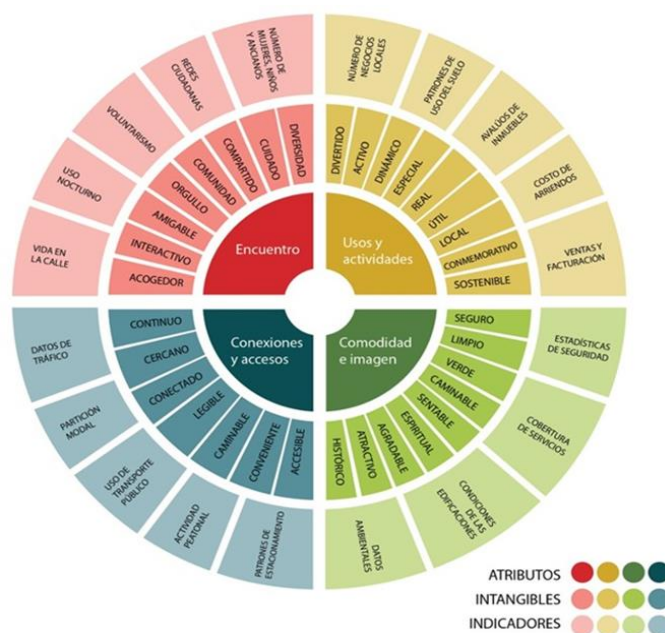 NÚMERO DE
MUJERES, NIÑOS
Y ANCIANOS
REDES
CIUDADANAS
VOLUNTARISMO
USO
NOCTURNO
VIDA EN
LA CALLE
DIVERSIDAD
CUIDADO
COMPARTIDO
COMUNIDAD
ORGULLO
AMIGABLE
INTERACTIVO
ACOGEDOR
Encuentro
NÚMERO DE
NEGOCIOS
LOCALES
PATRONES DE
USO DEL SUELO
AVALÚOS DE
INMUEBLES
COSTO DE
ARRIENDOS
VENTAS Y
FACTURACIÓN
DIVERTIDO
ACTIVO
DINÁMICO
ESPECIAL
REAL
ÚTIL
LOCAL
CONMEMORATIVO
SOSTENIBLE
Usos y
actividades
Conexiones
y accesos
CONTINUO
CERCANO
CONECTADO
LEGIBLE
CAMINABLE
CONVENIENTE
ACCESIBLE
DATOS DE
TRÁFICO
PARTICIÓN
MODAL
USO DE
TRANSPORTE
PÚBLICO
ACTIVIDAD
PEATONAL
PATRONES DE
ESTACIONAMIENTO
Comodidad
e imagen
SEGURO
LIMPIO
VERDE
CAMINABLE
SENTABLE
ESPIRITUAL
AGRADABLE
ATRACTIVO
HISTÓRICO
ESTADÍSTICAS
DE SEGURIDAD
COBERTURA
DE SERVICIOS
CONDICIONES
DE LAS
EDIFICACIONES
DATOS
AMBIENTALES
ATRIBUTOS
INTANGIBLES
INDICADORES